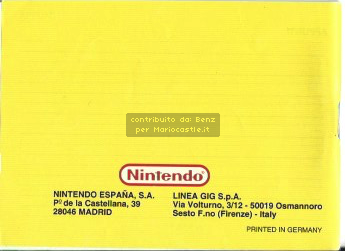 contribuito da: Benz
per Mariocastle.it
Nintendo
NINTENDO ESPAÑA, S.A.
Pº de la Castellana, 39
28046 MADRID
LINEA GIG S.p.A.
Via Volturno, 3/12 - 50019 Osmannoro
Sesto F.no (Firenze) - Italy
PRINTED IN GERMANY